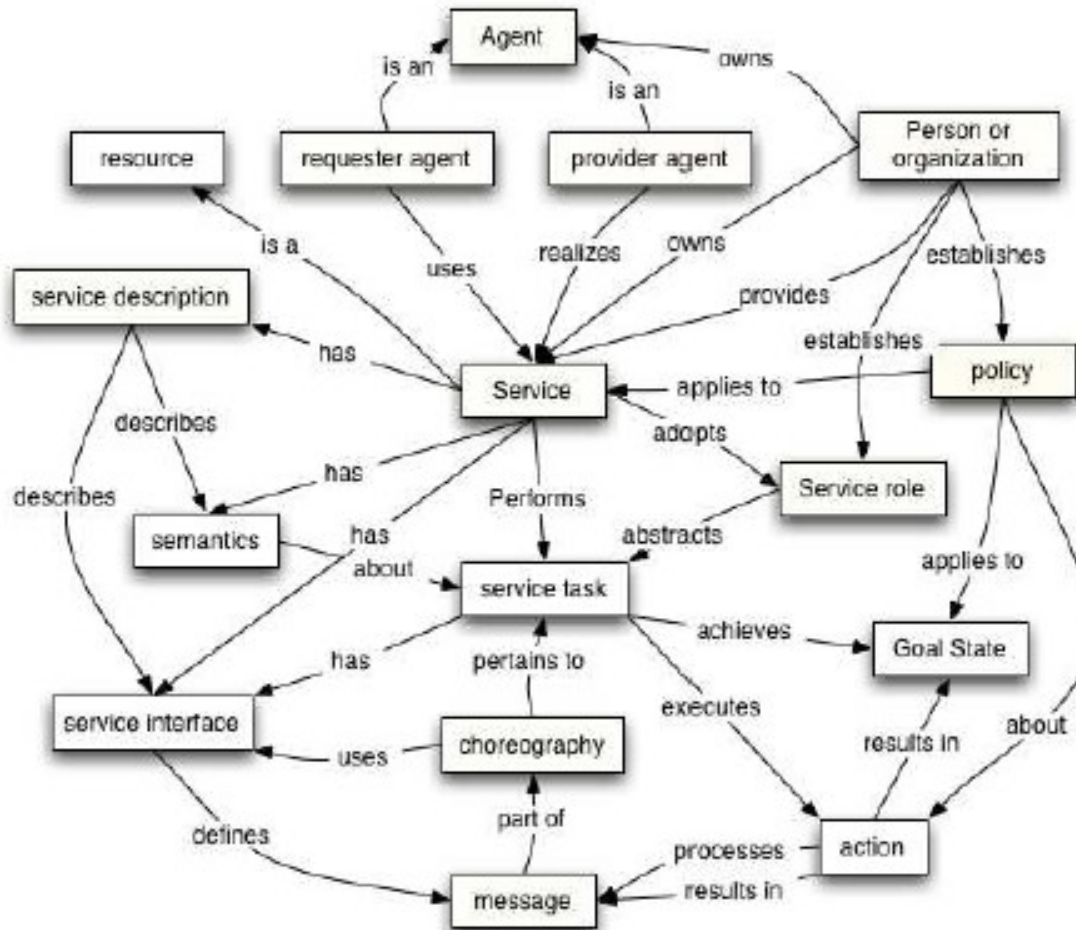 Agent
is an
owns
is an
resource
requester agent
provider agent
Person or
organization
is a
uses
realizes
owns
establishes
service description
provides
has
establishes
Service
applies to
policy
describes
adopts
has
Performs
Service role
describes
semantics
has
abstracts
about
service task
applies to
achieves
Goal State
has
pertains to
executes
service interface
choreography
about
uses
results in
part of
defines
processes
action
results in
message